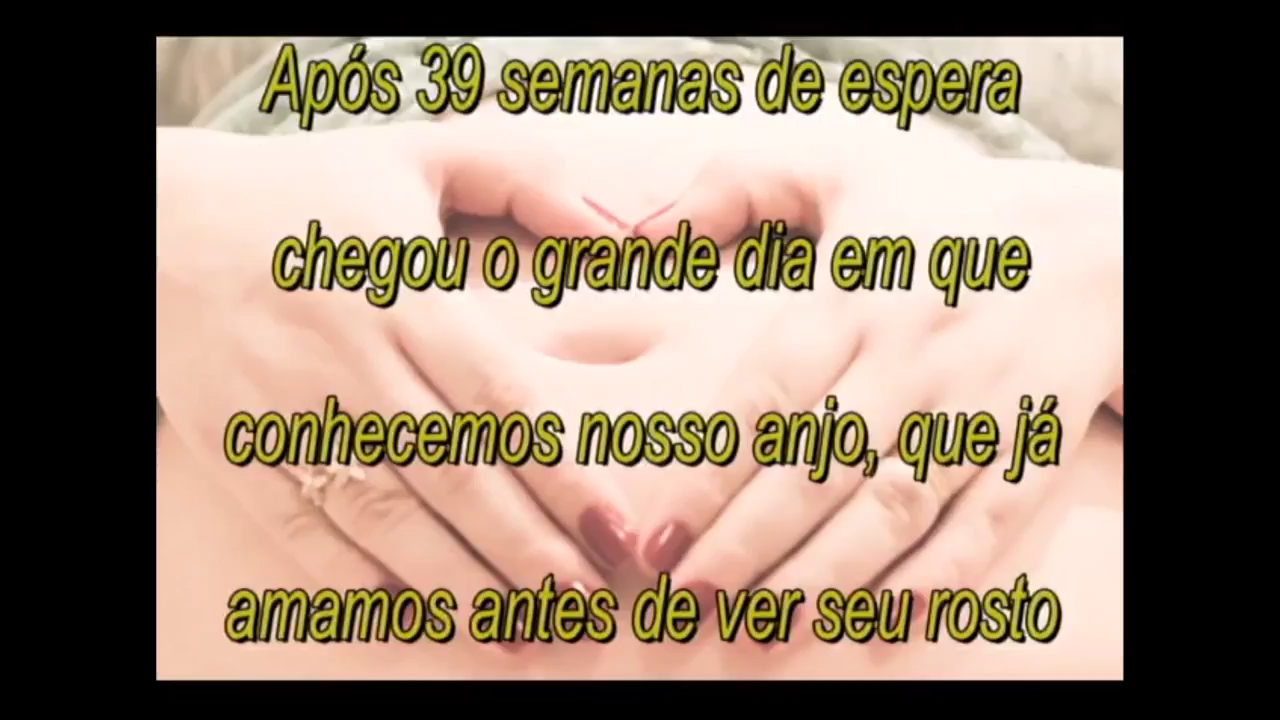 Após 39 semanas de espera
chegou o grande dia em que
conhecemos nosso anjo, que já
amamos antes de ver seu rosto